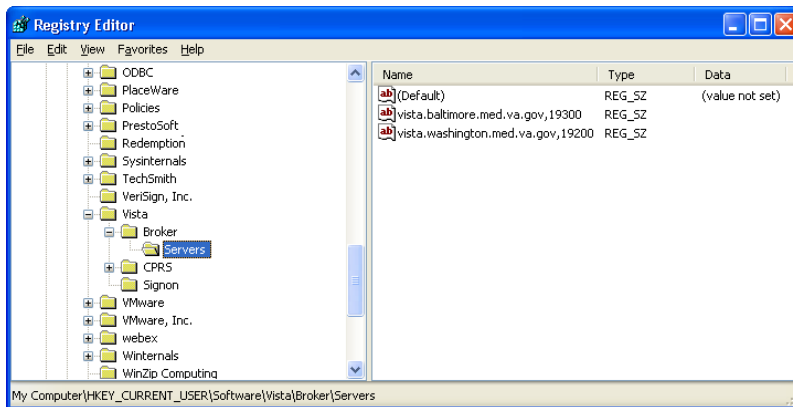 Registry Editor
File Edit View Favorites Help
ODBC
PlaceWare
Policies
PrestoSoft
Redemption
Sysinternals
TechSmith
VeriSign, Inc.
Vista
Broker
Servers
CPRS
Signon
VMware
VMware, Inc.
webex
Winternals
WinZip Computing
Name Type Data
ab (Default) REG_SZ (value not set)
ab vista.baltimore.med.va.gov,19300 REG_SZ
ab vista.washington.med.va.gov,19200 REG_SZ
My Computer\HKEY_CURRENT_USER\Software\Vista\Broker\Servers